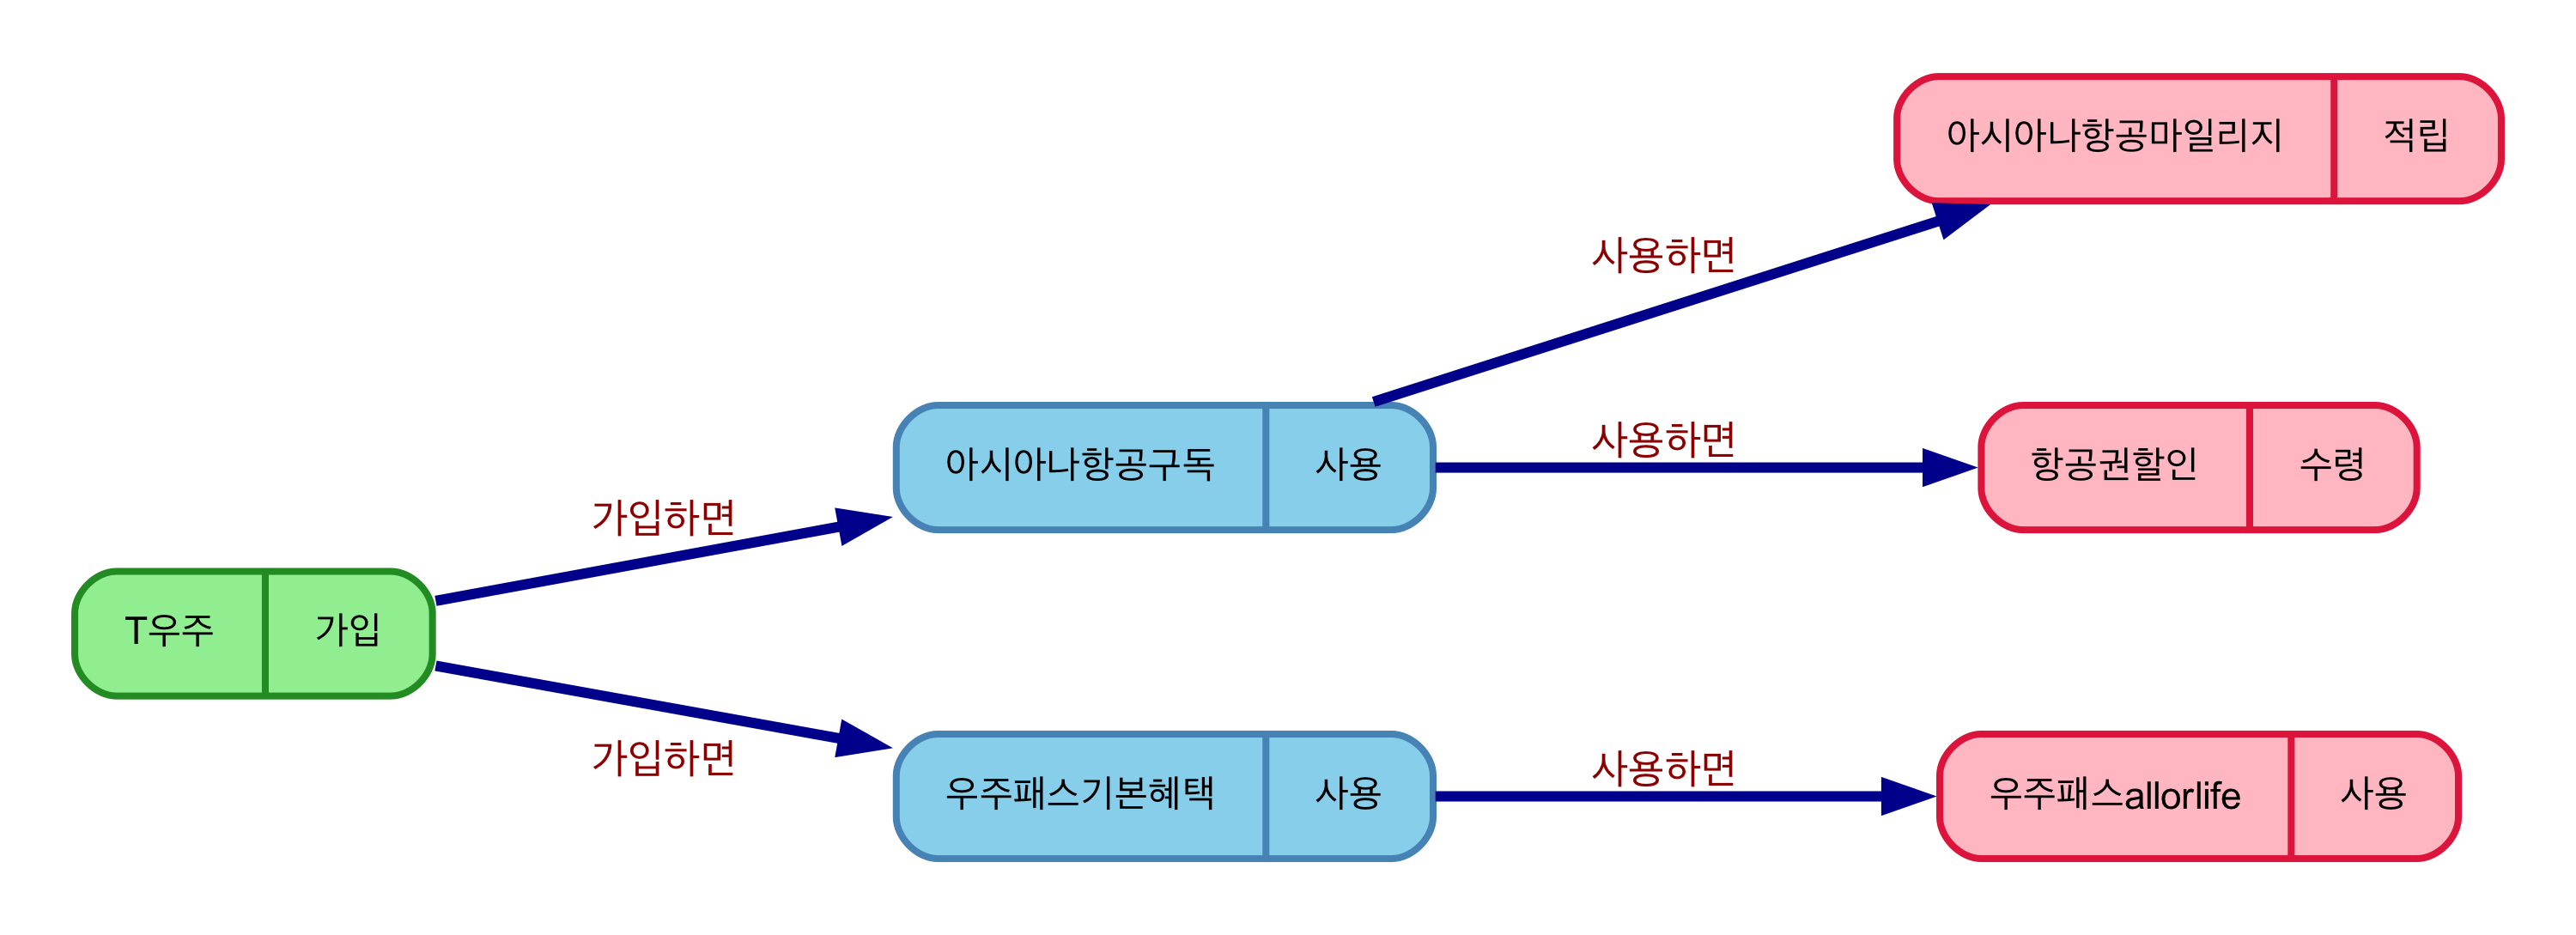 아시아나항공마일리지 적립
사용하면
아시아나항공구독 사용
사용하면
항공권할인 수령
가입하면
T우주 가입
가입하면
우주패스기본혜택 사용
사용하면
우주패스allorlife 사용